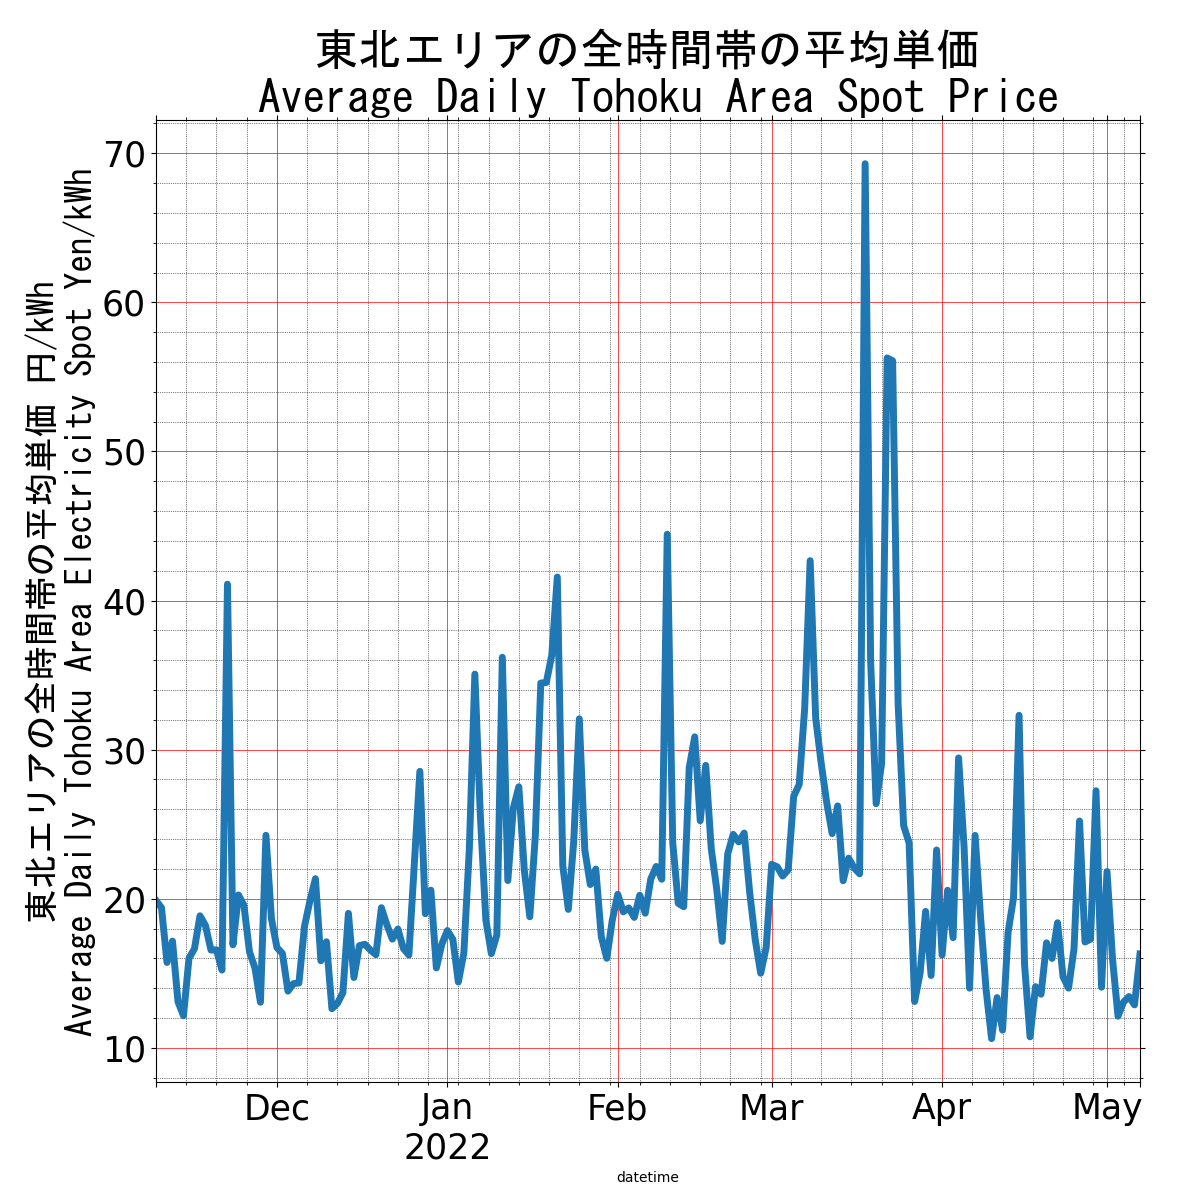 東北エリアの全時間帯の平均単価
Average Daily Tohoku Area Spot Price
東北エリアの全時間帯の平均単価 円/kWh
Average Daily Tohoku Area Electricity Spot Yen/kWh
70
60
50
40
30
20
10
Dec
Jan
2022
Feb
Mar
Apr
May
datetime